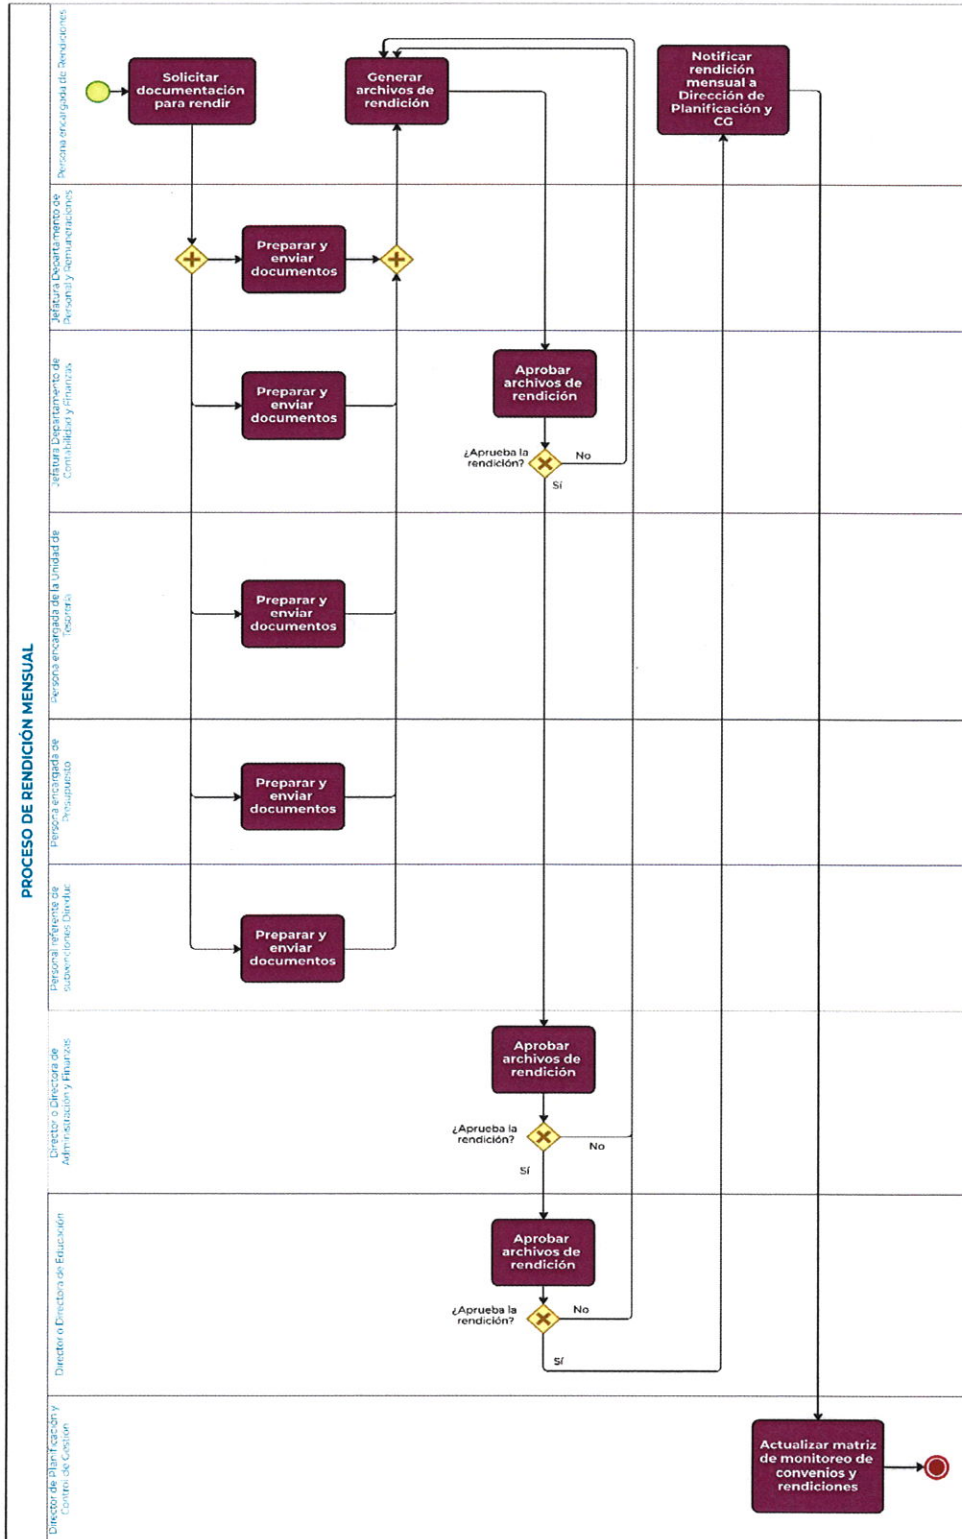 PROCESO DE RENDICIÓN MENSUAL
Persona encargada de Rendiciones
Solicitar
documentación
para rendir
Generar
archivos de
rendición
Notificar
rendición
mensual a
Dirección de
Planificación y
CG
Jefatura Departamento de
Personal y Remuneraciones
Preparar y
enviar
documentos
Jefatura Departamento de
Contabilidad y Finanzas
Preparar y
enviar
documentos
Aprobar
archivos de
rendición
¿Aprueba la
rendición?
No
Sí
Persona encargada de la Unidad de
Tesorería
Preparar y
enviar
documentos
Persona encargada de
Presupuesto
Preparar y
enviar
documentos
Personal referente de
subvenciones Direduc
Preparar y
enviar
documentos
Director o Directora de
Administración y Finanzas
Aprobar
archivos de
rendición
¿Aprueba la
rendición?
No
Sí
Director o Directora de Educación
Aprobar
archivos de
rendición
¿Aprueba la
rendición?
No
Sí
Director de Planificación y
Control de Gestión
Actualizar matriz
de monitoreo de
convenios y
rendiciones